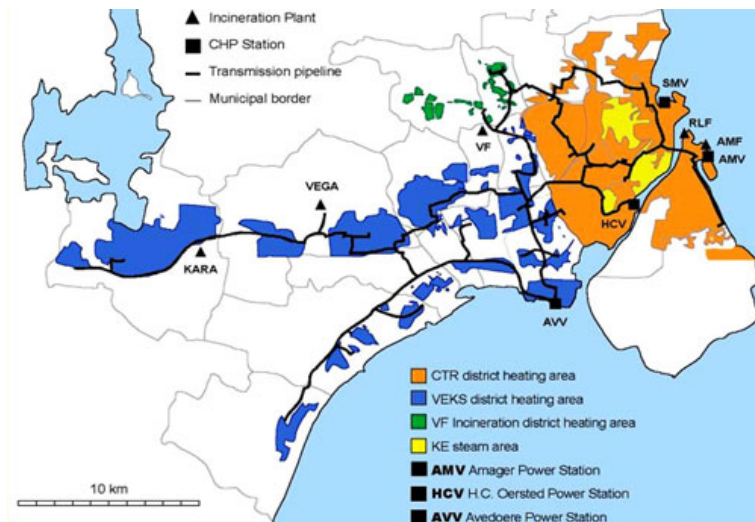 Incineration Plant
CHP Station
Transmission pipeline
Municipal border
SMV
RLF
AMF
AMV
VF
VEGA
HCV
KARA
AVV
CTR district heating area
VEKS district heating area
VF Incineration district heating area
KE steam area
AMV Amager Power Station
HCV H.C. Oersted Power Station
AVV Avedoere Power Station
10 km